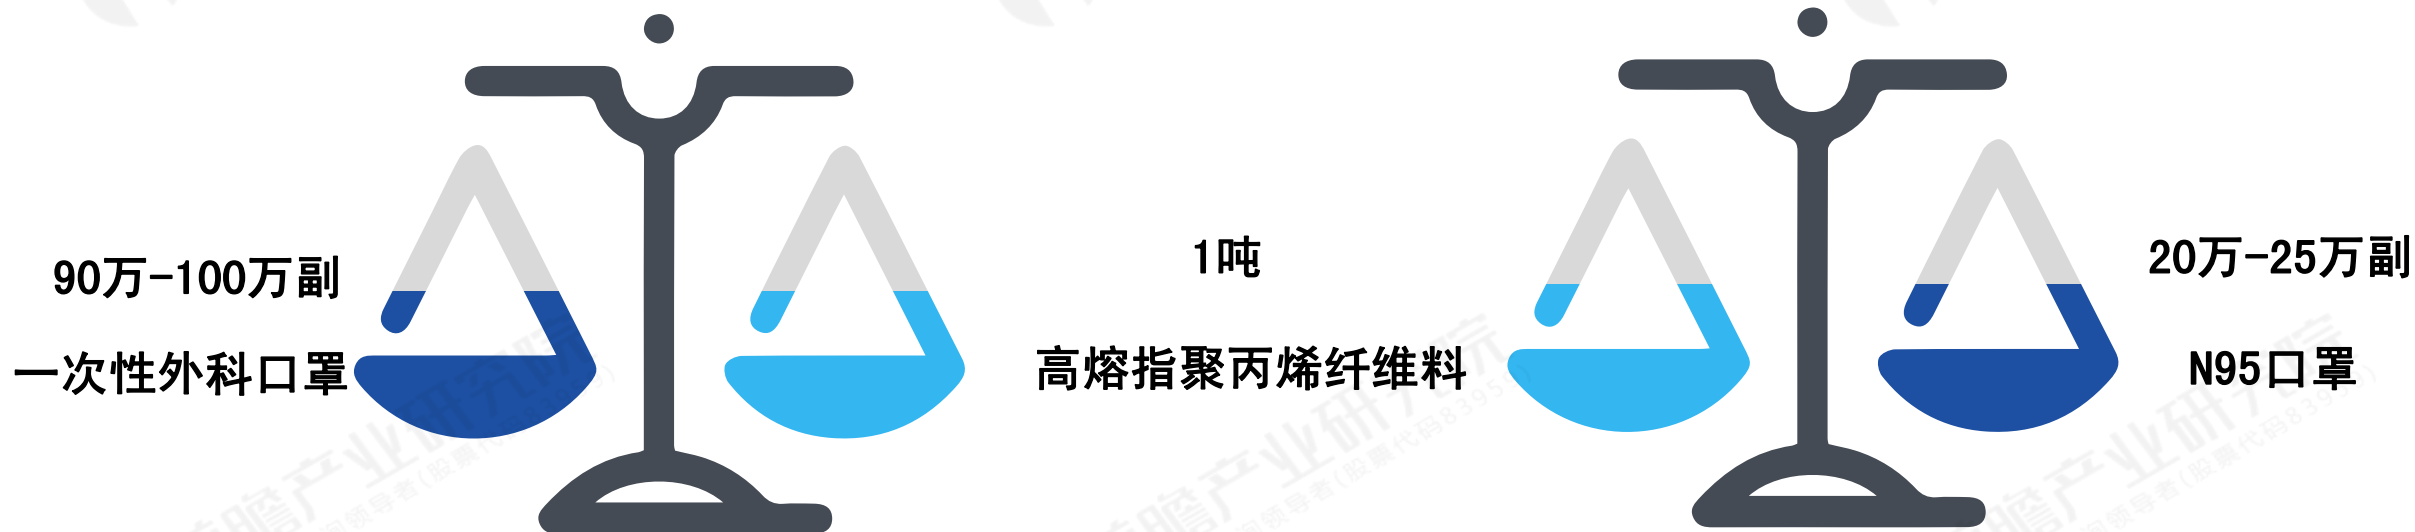 90万-100万副
一次性外科口罩
1吨
高熔指聚丙烯纤维料
20万-25万副
N95口罩